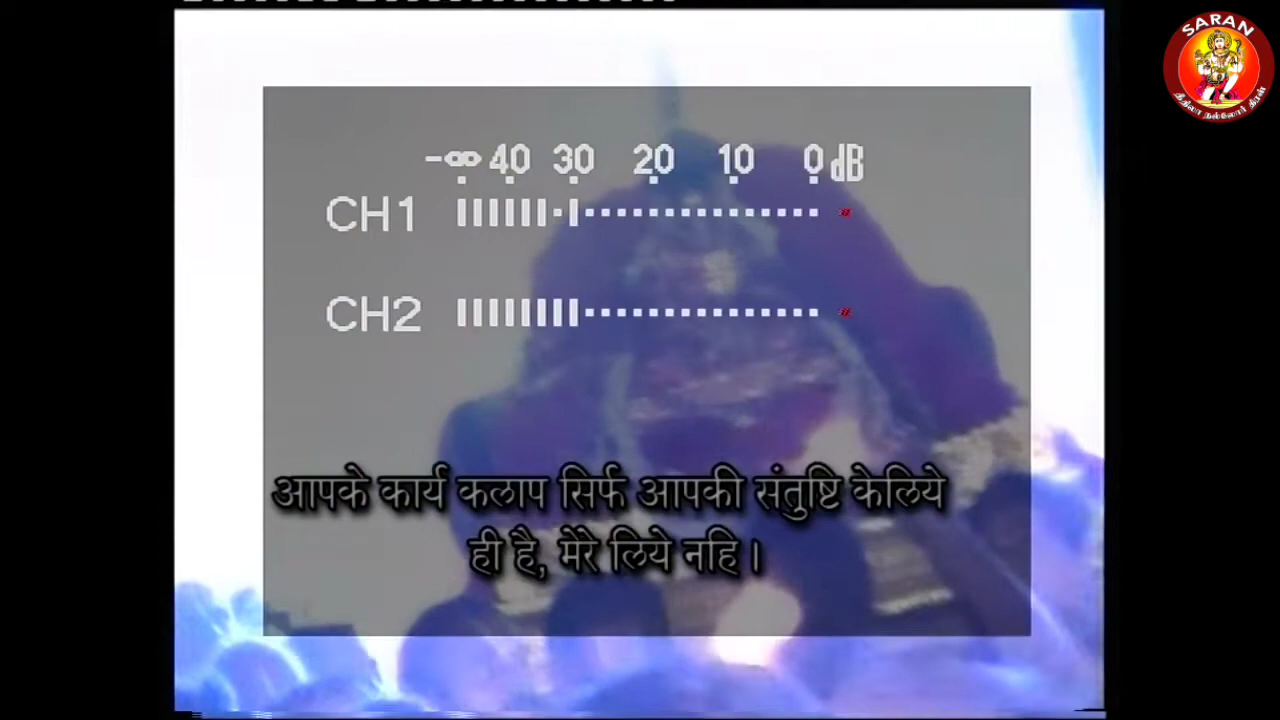 SARAN
-∞ 40 30 20 10 0 dB
CH1
CH2
आपके कार्य कलाप सिर्फ आपकी संतुष्टि केलिये
ही है, मेरे लिये नहि।